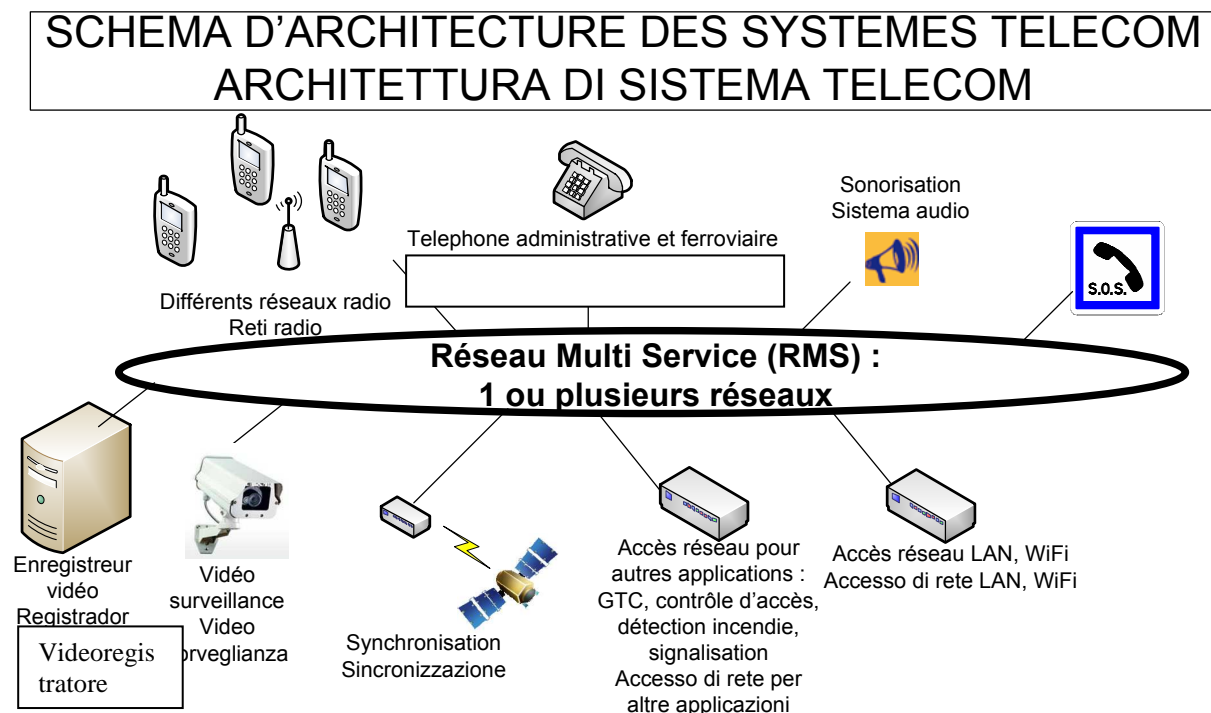 SCHEMA D'ARCHITECTURE DES SYSTEMES TELECOM
ARCHITETTURA DI SISTEMA TELECOM
Sonorisation
Sistema audio
Telephone administrative et ferroviaire
S.O.S.
Différents réseaux radio
Reti radio
Réseau Multi Service (RMS) :
1 ou plusieurs réseaux
Enregistreur
vidéo
Registrador
Videoregis
tratore
Vidéo
surveillance
Video
orveglianza
Synchronisation
Sincronizzazione
Accès réseau pour
autres applications :
GTC, contrôle d'accès,
détection incendie,
signalisation
Accesso di rete per
altre applicazioni
Accès réseau LAN, WiFi
Accesso di rete LAN, WiFi